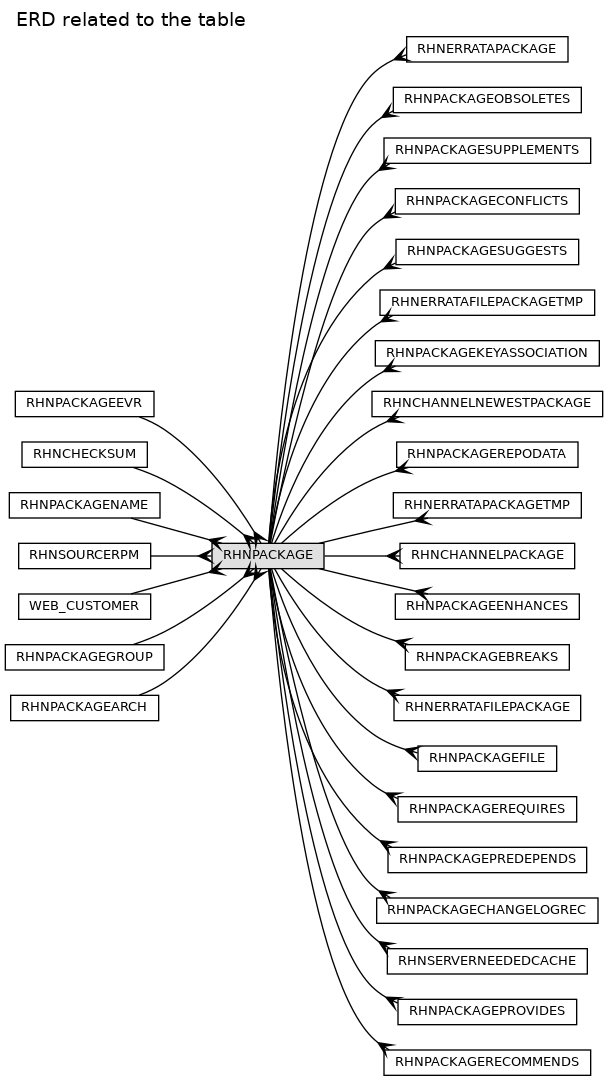 ERD related to the table
RHNERRATAPACKAGE
RHNPACKAGEOBSOLETES
RHNPACKAGESUPPLEMENTS
RHNPACKAGECONFLICTS
RHNPACKAGESUGGESTS
RHNERRATAFILEPACKAGETMP
RHNPACKAGEKEYASSOCIATION
RHNPACKAGEEVR
RHNCHANNELNEWESTPACKAGE
RHNCHECKSUM
RHNPACKAGEREPODATA
RHNPACKAGENAME
RHNERRATAPACKAGETMP
RHNSOURCERPM
RHNPACKAGE
RHNCHANNELPACKAGE
WEB_CUSTOMER
RHNPACKAGEENHANCES
RHNPACKAGEGROUP
RHNPACKAGEBREAKS
RHNPACKAGEARCH
RHNERRATAFILEPACKAGE
RHNPACKAGEFILE
RHNPACKAGEREQUIRES
RHNPACKAGEPREDEPENDS
RHNPACKAGECHANGELOGREC
RHNSERVERNEEDEDCACHE
RHNPACKAGEPROVIDES
RHNPACKAGERECOMMENDS